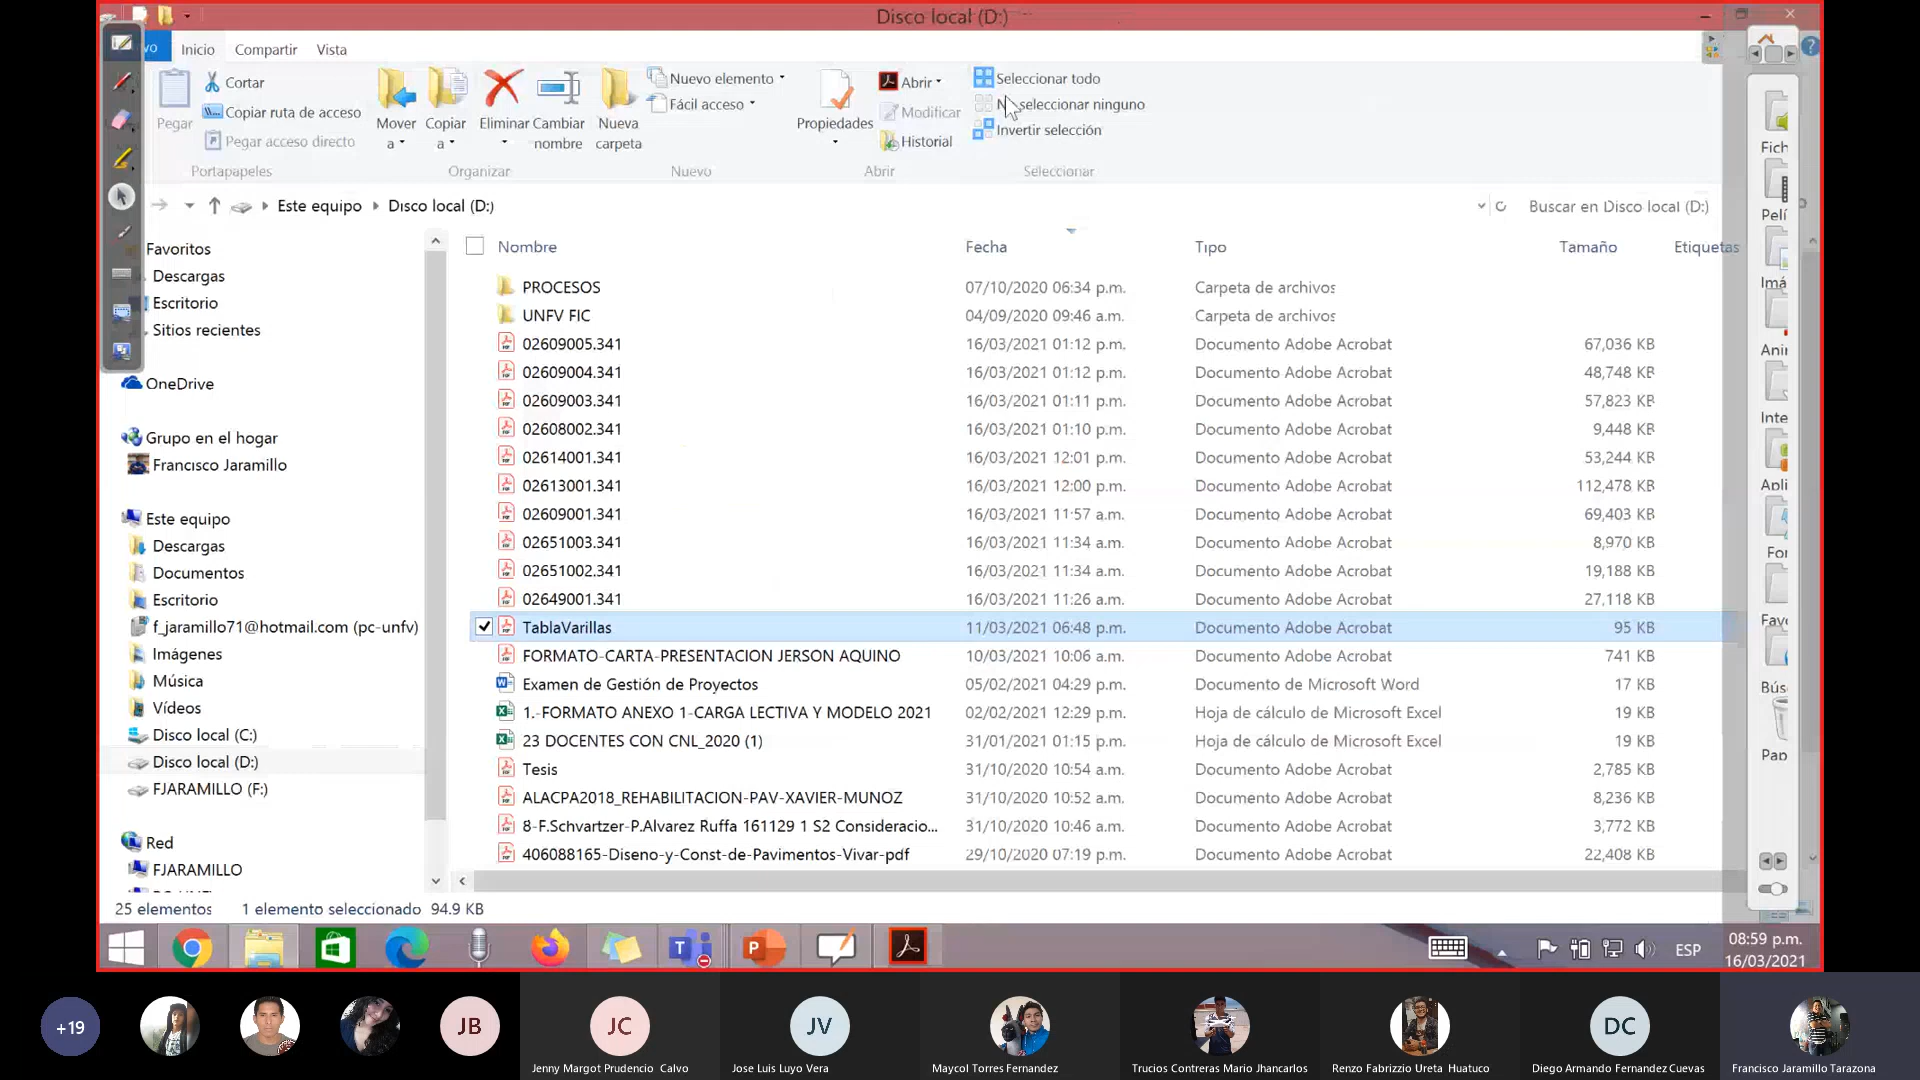 Disco local (D:)
vo Inicio Compartir Vista
Pegar
Cortar
Copiar ruta de acceso
Pegar acceso directo
Portapapeles
Mover a
Copiar a
Eliminar
Cambiar nombre
Organizar
Nueva carpeta
Nuevo elemento
Fácil acceso
Nuevo
Propiedades
Abrir
Modificar
Historial
Abrir
Seleccionar todo
No seleccionar ninguno
Invertir selección
Seleccionar
Este equipo Disco local (D:)
Buscar en Disco local (D:)
Favoritos
Descargas
Escritorio
Sitios recientes
OneDrive
Grupo en el hogar
Francisco Jaramillo
Este equipo
Descargas
Documentos
Escritorio
f_jaramillo71@hotmail.com (pc-unfv)
Imágenes
Música
Vídeos
Disco local (C:)
Disco local (D:)
FJARAMILLO (F:)
Red
FJARAMILLO
Nombre Fecha Tipo Tamaño Etiquetas
PROCESOS 07/10/2020 06:34 p.m. Carpeta de archivos
UNFV FIC 04/09/2020 09:46 a.m. Carpeta de archivos
02609005.341 16/03/2021 01:12 p.m. Documento Adobe Acrobat 67,036 KB
02609004.341 16/03/2021 01:12 p.m. Documento Adobe Acrobat 48,748 KB
02609003.341 16/03/2021 01:11 p.m. Documento Adobe Acrobat 57,823 KB
02608002.341 16/03/2021 01:10 p.m. Documento Adobe Acrobat 9,448 KB
02614001.341 16/03/2021 12:01 p.m. Documento Adobe Acrobat 53,244 KB
02613001.341 16/03/2021 12:00 p.m. Documento Adobe Acrobat 112,478 KB
02609001.341 16/03/2021 11:57 a.m. Documento Adobe Acrobat 69,403 KB
02651003.341 16/03/2021 11:34 a.m. Documento Adobe Acrobat 8,970 KB
02651002.341 16/03/2021 11:34 a.m. Documento Adobe Acrobat 19,188 KB
02649001.341 16/03/2021 11:26 a.m. Documento Adobe Acrobat 27,118 KB
TablaVarillas 11/03/2021 06:48 p.m. Documento Adobe Acrobat 95 KB
FORMATO-CARTA-PRESENTACION JERSON AQUINO 10/03/2021 10:06 a.m. Documento Adobe Acrobat 741 KB
Examen de Gestión de Proyectos 05/02/2021 04:29 p.m. Documento de Microsoft Word 17 KB
1.-FORMATO ANEXO 1-CARGA LECTIVA Y MODELO 2021 02/02/2021 12:29 p.m. Hoja de cálculo de Microsoft Excel 19 KB
23 DOCENTES CON CNL_2020 (1) 31/01/2021 01:15 p.m. Hoja de cálculo de Microsoft Excel 19 KB
Tesis 31/10/2020 10:54 a.m. Documento Adobe Acrobat 2,785 KB
ALACPA2018_REHABILITACION-PAV-XAVIER-MUNOZ 31/10/2020 10:52 a.m. Documento Adobe Acrobat 8,236 KB
8-F.Schvartzer-P.Alvarez Ruffa 161129 1 S2 Consideracio... 31/10/2020 10:46 a.m. Documento Adobe Acrobat 3,772 KB
406088165-Diseno-y-Const-de-Pavimentos-Vivar-pdf 29/10/2020 07:19 p.m. Documento Adobe Acrobat 22,408 KB
Fich
Pelí
Imá
Ani
Inte
Apli
For
Favo
Bús
Pap
25 elementos 1 elemento seleccionado 94.9 KB
ESP
08:59 p.m.
16/03/2021
+19
JB
JC
Jenny Margot Prudencio Calvo
JV
Jose Luis Luyo Vera
Maycol Torres Fernandez
Trucios Contreras Mario Jhancarlos
Renzo Fabrizzio Ureta Huatuco
DC
Diego Armando Fernandez Cuevas
Francisco Jaramillo Tarazona